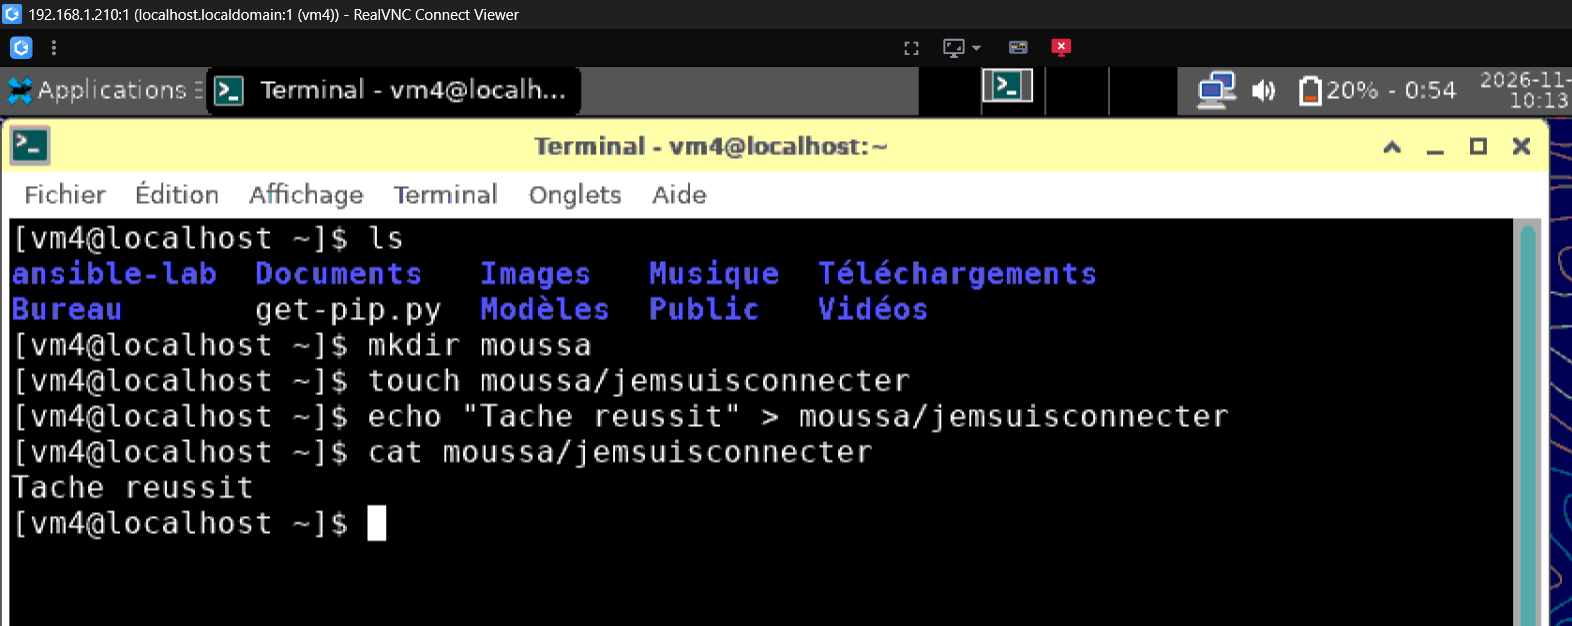 192.168.1.210:1 (localhost.localdomain:1 (vm4)) - RealVNC Connect Viewer
Applications
Terminal - vm4@localh...
20% - 0:54
2026-11-
10:13
Terminal - vm4@localhost:~
Fichier Édition Affichage Terminal Onglets Aide
[vm4@localhost ~]$ ls
ansible-lab Documents Images Musique Téléchargements
Bureau get-pip.py Modèles Public Vidéos
[vm4@localhost ~]$ mkdir moussa
[vm4@localhost ~]$ touch moussa/jemsuisconnecter
[vm4@localhost ~]$ echo "Tache reussit" > moussa/jemsuisconnecter
[vm4@localhost ~]$ cat moussa/jemsuisconnecter
Tache reussit
[vm4@localhost ~]$